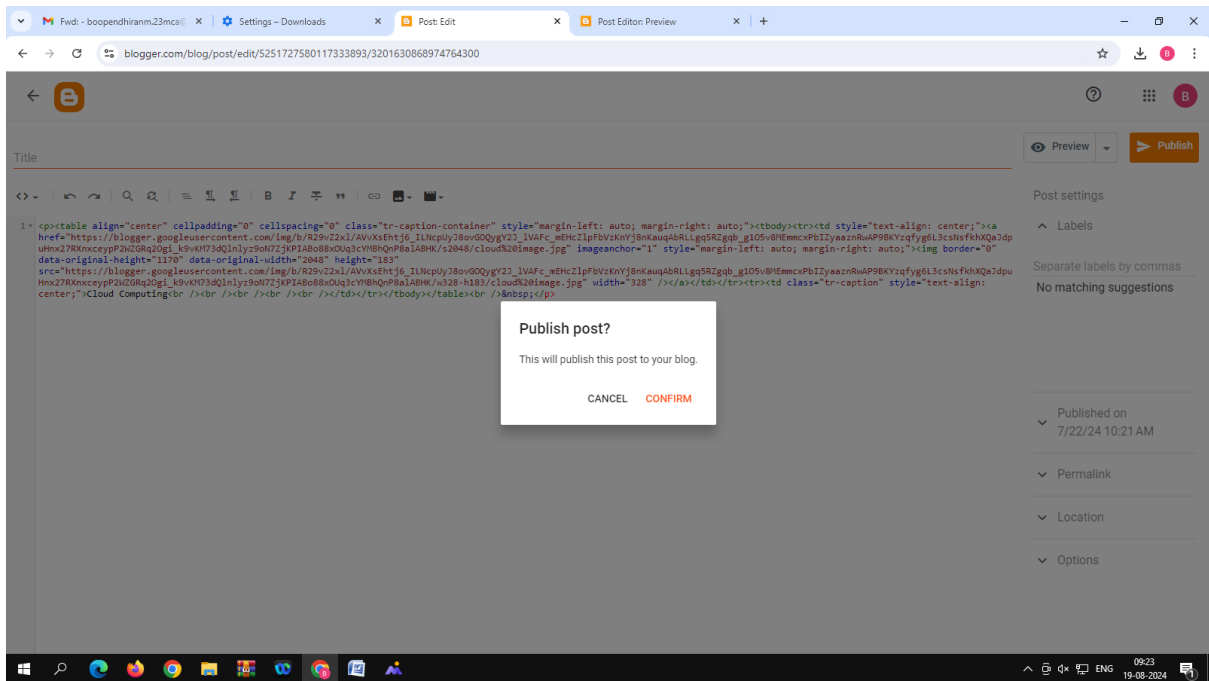 Fwd: - boopendhiranm.23mca@
Settings – Downloads
Post: Edit
Post Editor: Preview
blogger.com/blog/post/edit/5251727580117333893/3201630868974764300
B
B
Title
Preview
Publish
Post settings
Labels
Separate labels by commas
No matching suggestions
1 <p><table align="center" cellpadding="0" cellspacing="0" class="tr-caption-container" style="margin-left: auto; margin-right: auto;"><tbody><tr><td style="text-align: center;"><a
data-original-height="1170" data-original-width="2048" height="183"
center;">Cloud Computing<br /><br /><br /><br /><br /></td></tr></tbody></table><br />&nbsp;</p>
Publish post?
This will publish this post to your blog.
CANCEL CONFIRM
Published on
7/22/24 10:21 AM
Permalink
Location
Options
ENG
09:23
19-08-2024